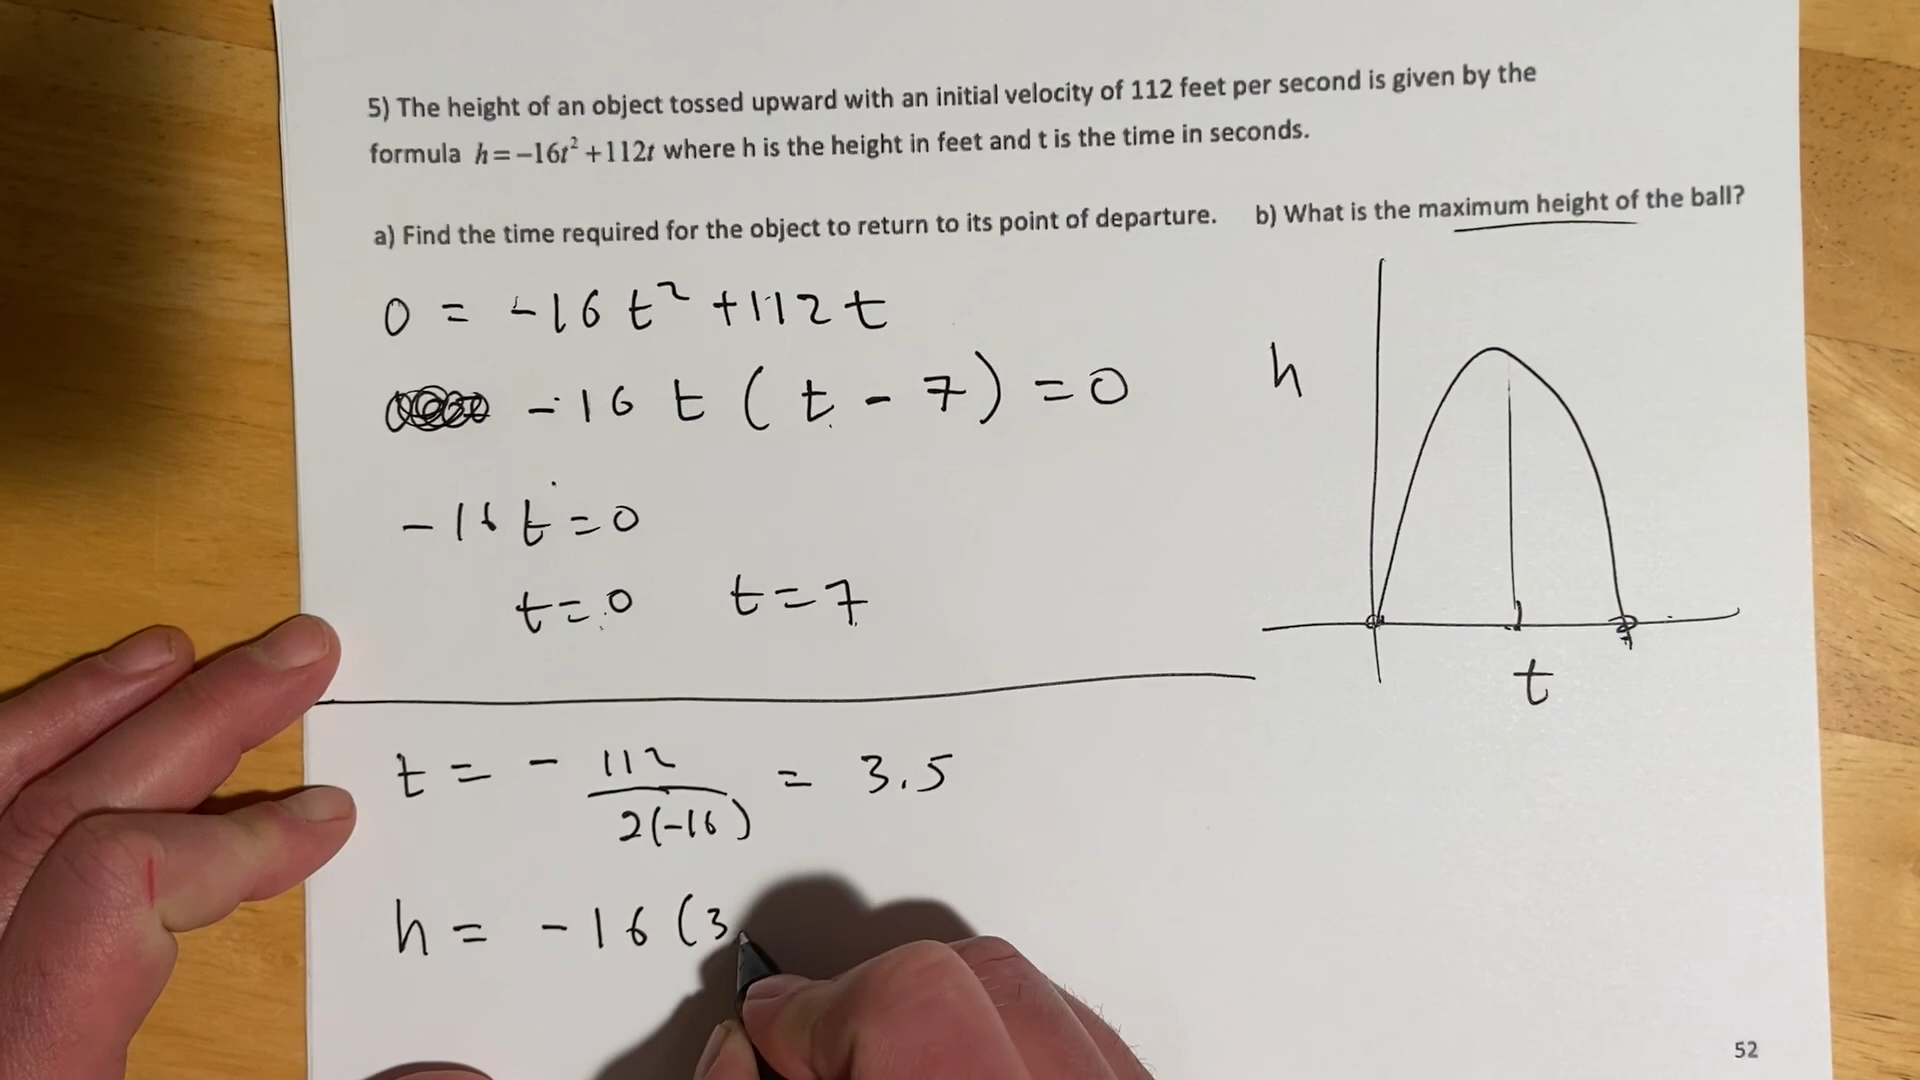 5) The height of an object tossed upward with an initial velocity of 112 feet per second is given by the
formula h=−16t²+112t where h is the height in feet and t is the time in seconds.
a) Find the time required for the object to return to its point of departure.
b) What is the maximum height of the ball?
0 = -16t² +112t
-16t(t-7)=0
-16t=0
t=0 t=7
h
7
t
t = - 112/2(-16) = 3.5
h = -16(3.
52